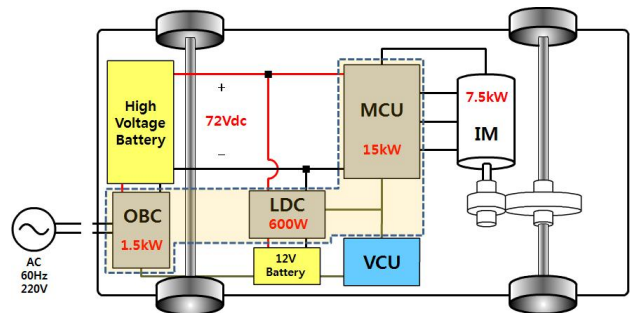 High
Voltage
Battery
+
72Vdc
−
MCU
15kW
7.5kW
IM
OBC
1.5kW
LDC
600W
12V
Battery
VCU
AC
60Hz
220V